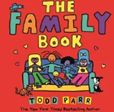 THE
FAMILY
BOOK
TODD PARR
The New York Times Bestselling Author